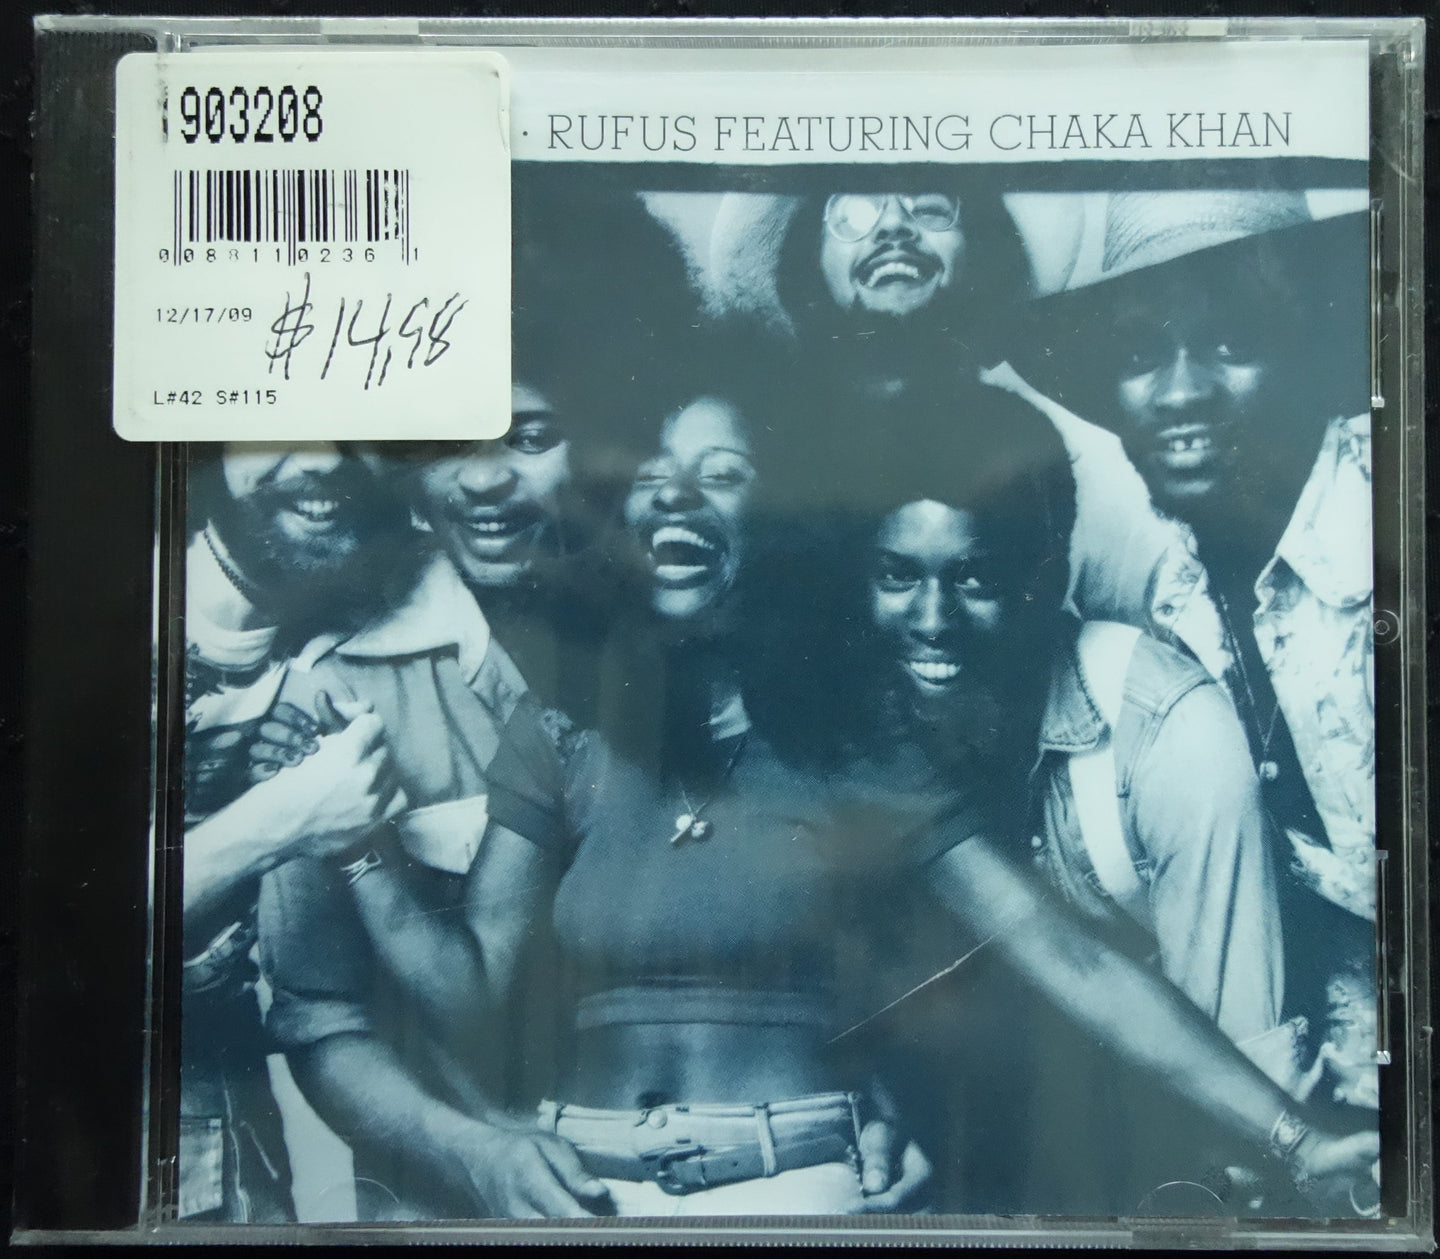 903208
· RUFUS FEATURING CHAKA KHAN
0 08811 0236 1
12/17/09
$14.98
L#42 S#115